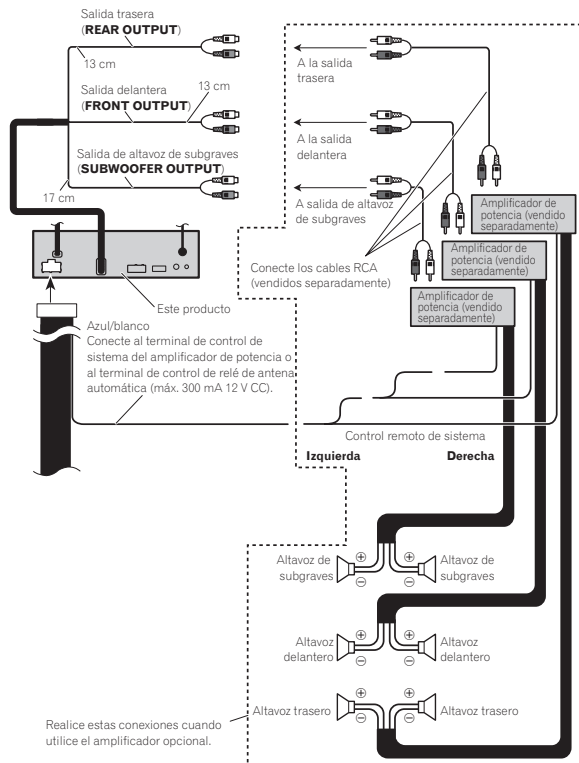 Salida trasera
(REAR OUTPUT)
13 cm
Salida delantera
(FRONT OUTPUT)
13 cm
Salida de altavoz de subgraves
(SUBWOOFER OUTPUT)
17 cm
A la salida
trasera
A la salida
delantera
A salida de altavoz
de subgraves
Conecte los cables RCA
(vendidos separadamente)
Amplificador de
potencia (vendido
separadamente)
Amplificador de
potencia (vendido
separadamente)
Amplificador de
potencia (vendido
separadamente)
Este producto
Azul/blanco
Conecte al terminal de control de
sistema del amplificador de potencia o
al terminal de control de relé de antena
automática (máx. 300 mA 12 V CC).
Control remoto de sistema
Izquierda
Derecha
Altavoz de
subgraves
⊕
⊖
⊕
⊖
Altavoz de
subgraves
Altavoz
delantero
⊕
⊖
⊕
⊖
Altavoz
delantero
Altavoz trasero
⊕
⊖
⊕
⊖
Altavoz trasero
Realice estas conexiones cuando
utilice el amplificador opcional.